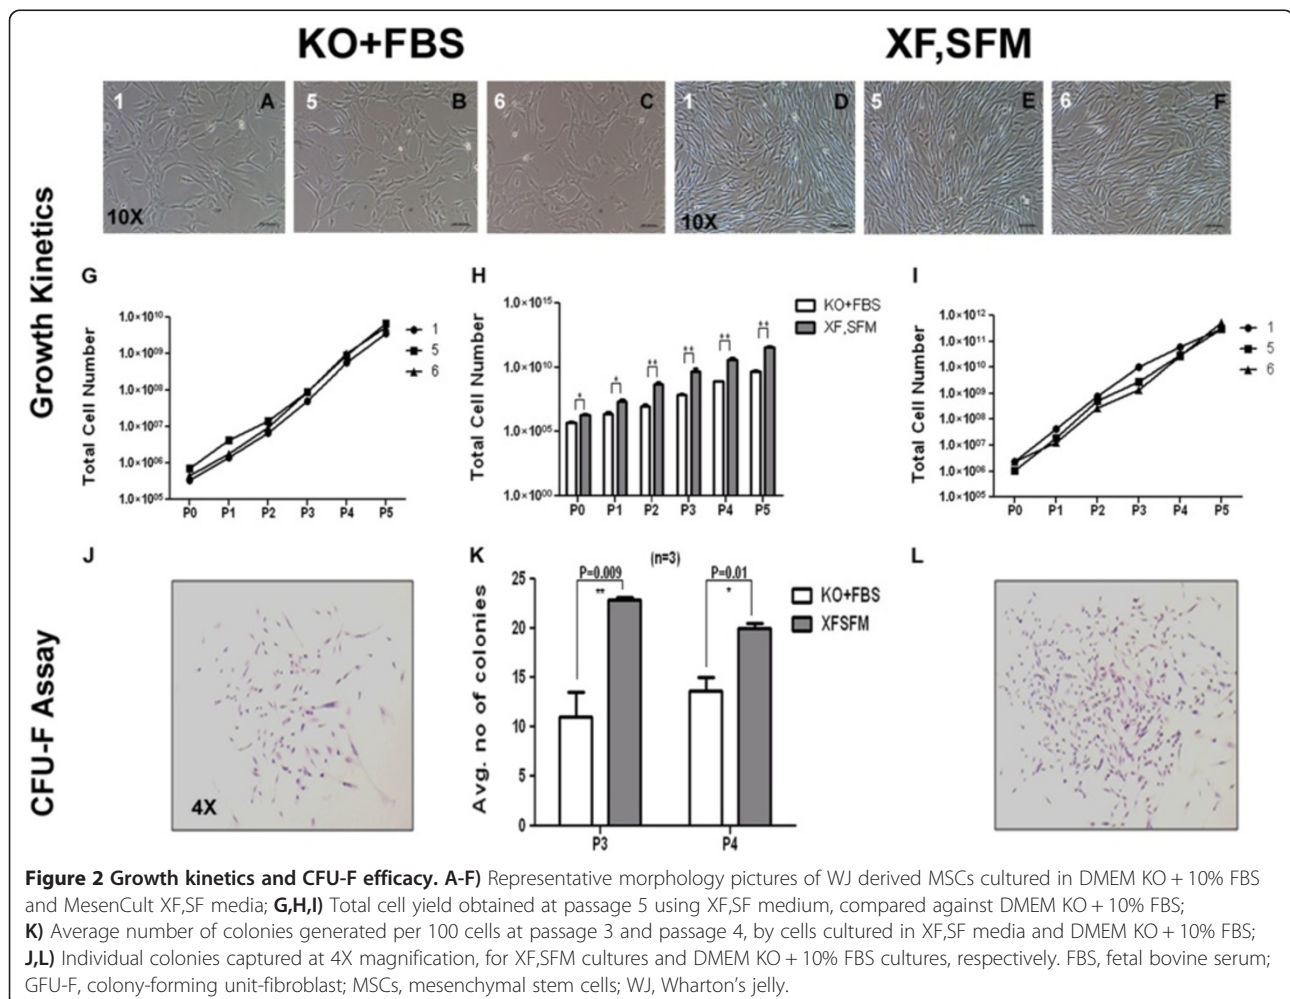 KO+FBS
XF,SFM
Growth Kinetics
1 A
10X
5 B
6 C
1 D
10X
5 E
6 F
G
Total Cell Number
1.0×10^10
1.0×10^09
1.0×10^08
1.0×10^07
1.0×10^06
1.0×10^05
P0 P1 P2 P3 P4 P5
1
5
6
H
Total Cell Number
1.0×10^15
1.0×10^10
1.0×10^05
1.0×10^00
P0 P1 P2 P3 P4 P5
KO+FBS
XF,SFM
* * ** ** ** **
I
Total Cell Number
1.0×10^12
1.0×10^11
1.0×10^10
1.0×10^09
1.0×10^08
1.0×10^07
1.0×10^06
1.0×10^05
P0 P1 P2 P3 P4 P5
1
5
6
CFU-F Assay
J
4X
K
(n=3)
P=0.009
**
P=0.01
*
Avg. no of colonies
25
20
15
10
5
0
P3 P4
KO+FBS
XFSFM
L
Figure 2 Growth kinetics and CFU-F efficacy. A-F) Representative morphology pictures of WJ derived MSCs cultured in DMEM KO + 10% FBS
and MesenCult XF,SF media; G,H,I) Total cell yield obtained at passage 5 using XF,SF medium, compared against DMEM KO + 10% FBS;
K) Average number of colonies generated per 100 cells at passage 3 and passage 4, by cells cultured in XF,SF media and DMEM KO + 10% FBS;
J,L) Individual colonies captured at 4X magnification, for XF,SFM cultures and DMEM KO + 10% FBS cultures, respectively. FBS, fetal bovine serum;
GFU-F, colony-forming unit-fibroblast; MSCs, mesenchymal stem cells; WJ, Wharton's jelly.